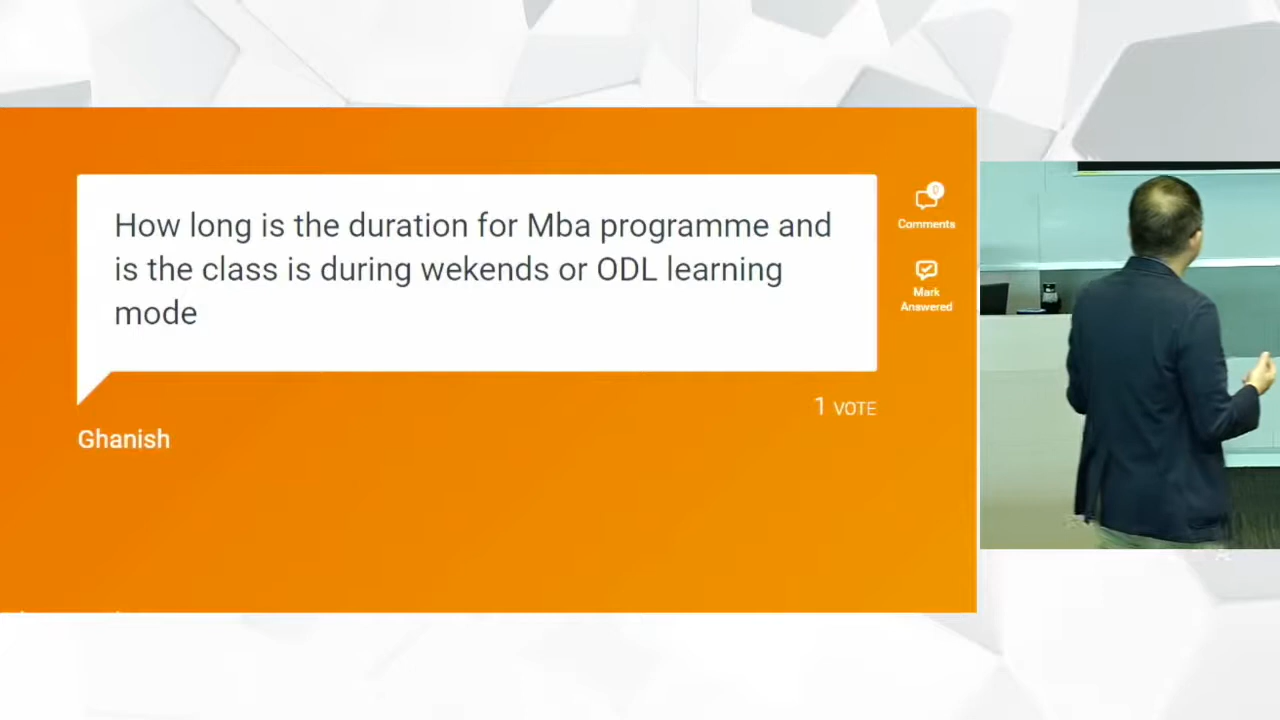 How long is the duration for Mba programme and
is the class is during wekends or ODL learning
mode
0
Comments
Mark
Answered
1 VOTE
Ghanish